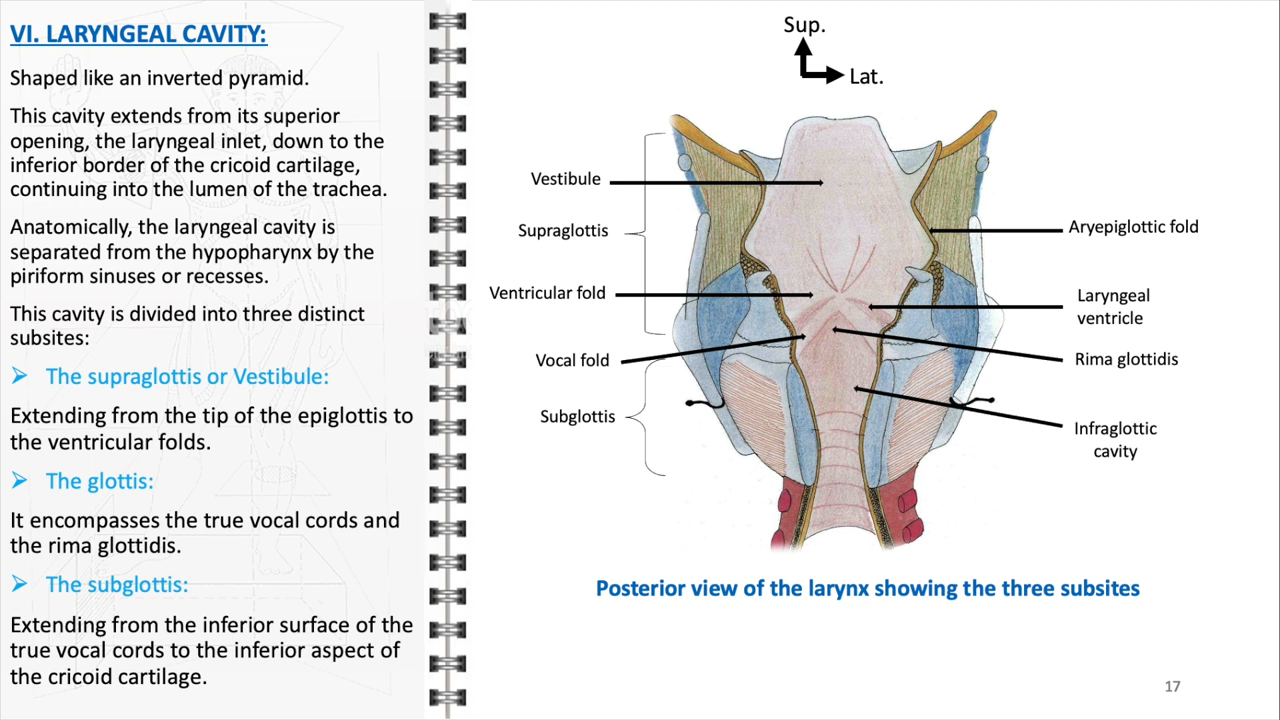 VI. LARYNGEAL CAVITY:
Shaped like an inverted pyramid.
This cavity extends from its superior
opening, the laryngeal inlet, down to the
inferior border of the cricoid cartilage,
continuing into the lumen of the trachea.
Anatomically, the laryngeal cavity is
separated from the hypopharynx by the
piriform sinuses or recesses.
This cavity is divided into three distinct
subsites:
➢ The supraglottis or Vestibule:
Extending from the tip of the epiglottis to
the ventricular folds.
➢ The glottis:
It encompasses the true vocal cords and
the rima glottidis.
➢ The subglottis:
Extending from the inferior surface of the
true vocal cords to the inferior aspect of
the cricoid cartilage.
Sup.
Lat.
Vestibule
Supraglottis
Ventricular fold
Vocal fold
Subglottis
Aryepiglottic fold
Laryngeal
ventricle
Rima glottidis
Infraglottic
cavity
Posterior view of the larynx showing the three subsites
17